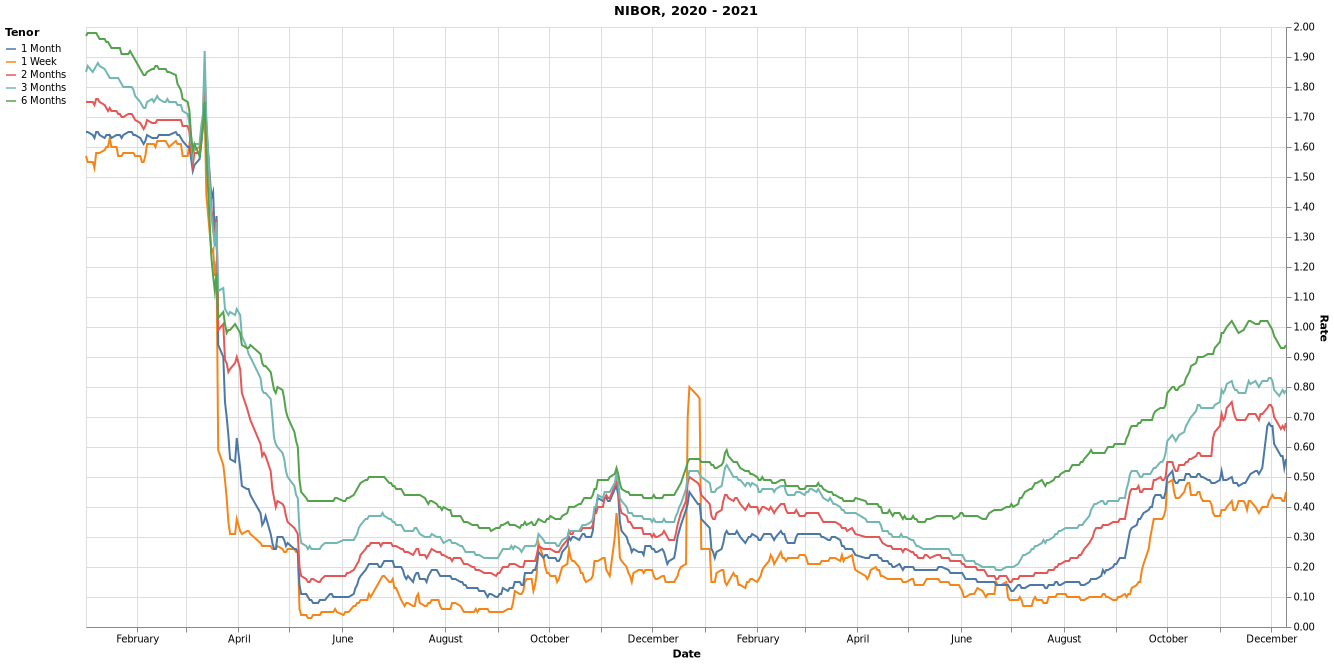 NIBOR, 2020 - 2021
Tenor
1 Month
1 Week
2 Months
3 Months
6 Months
2.00
1.90
1.80
1.70
1.60
1.50
1.40
1.30
1.20
1.10
1.00
0.90
0.80
0.70
0.60
0.50
0.40
0.30
0.20
0.10
0.00
Rate
February April June August October December February April June August October December
Date